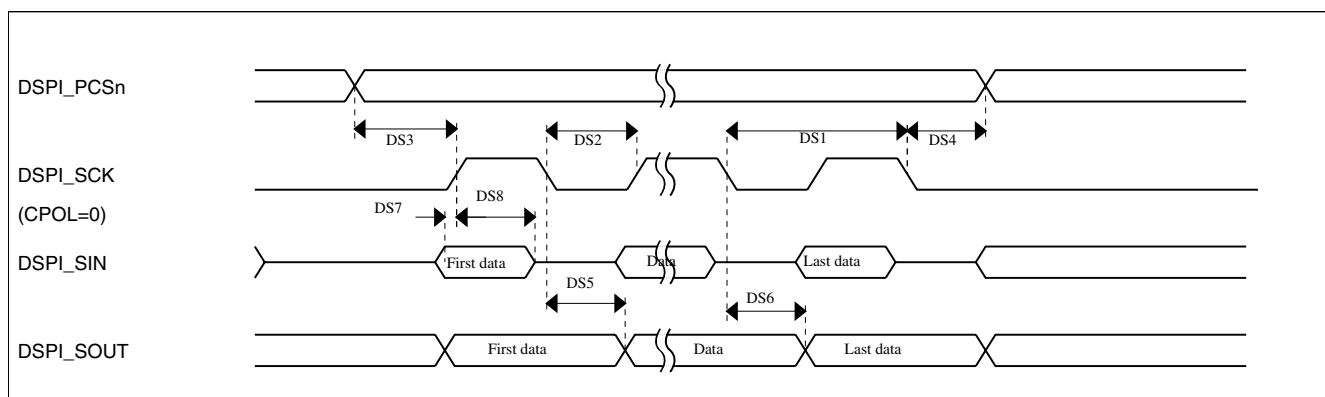 DSPI_PCSn
DS3
DS2
DS1
DS4
DSPI_SCK
(CPOL=0)
DS7
DS8
DSPI_SIN
First data
Data
Last data
DS5
DS6
DSPI_SOUT
First data
Data
Last data